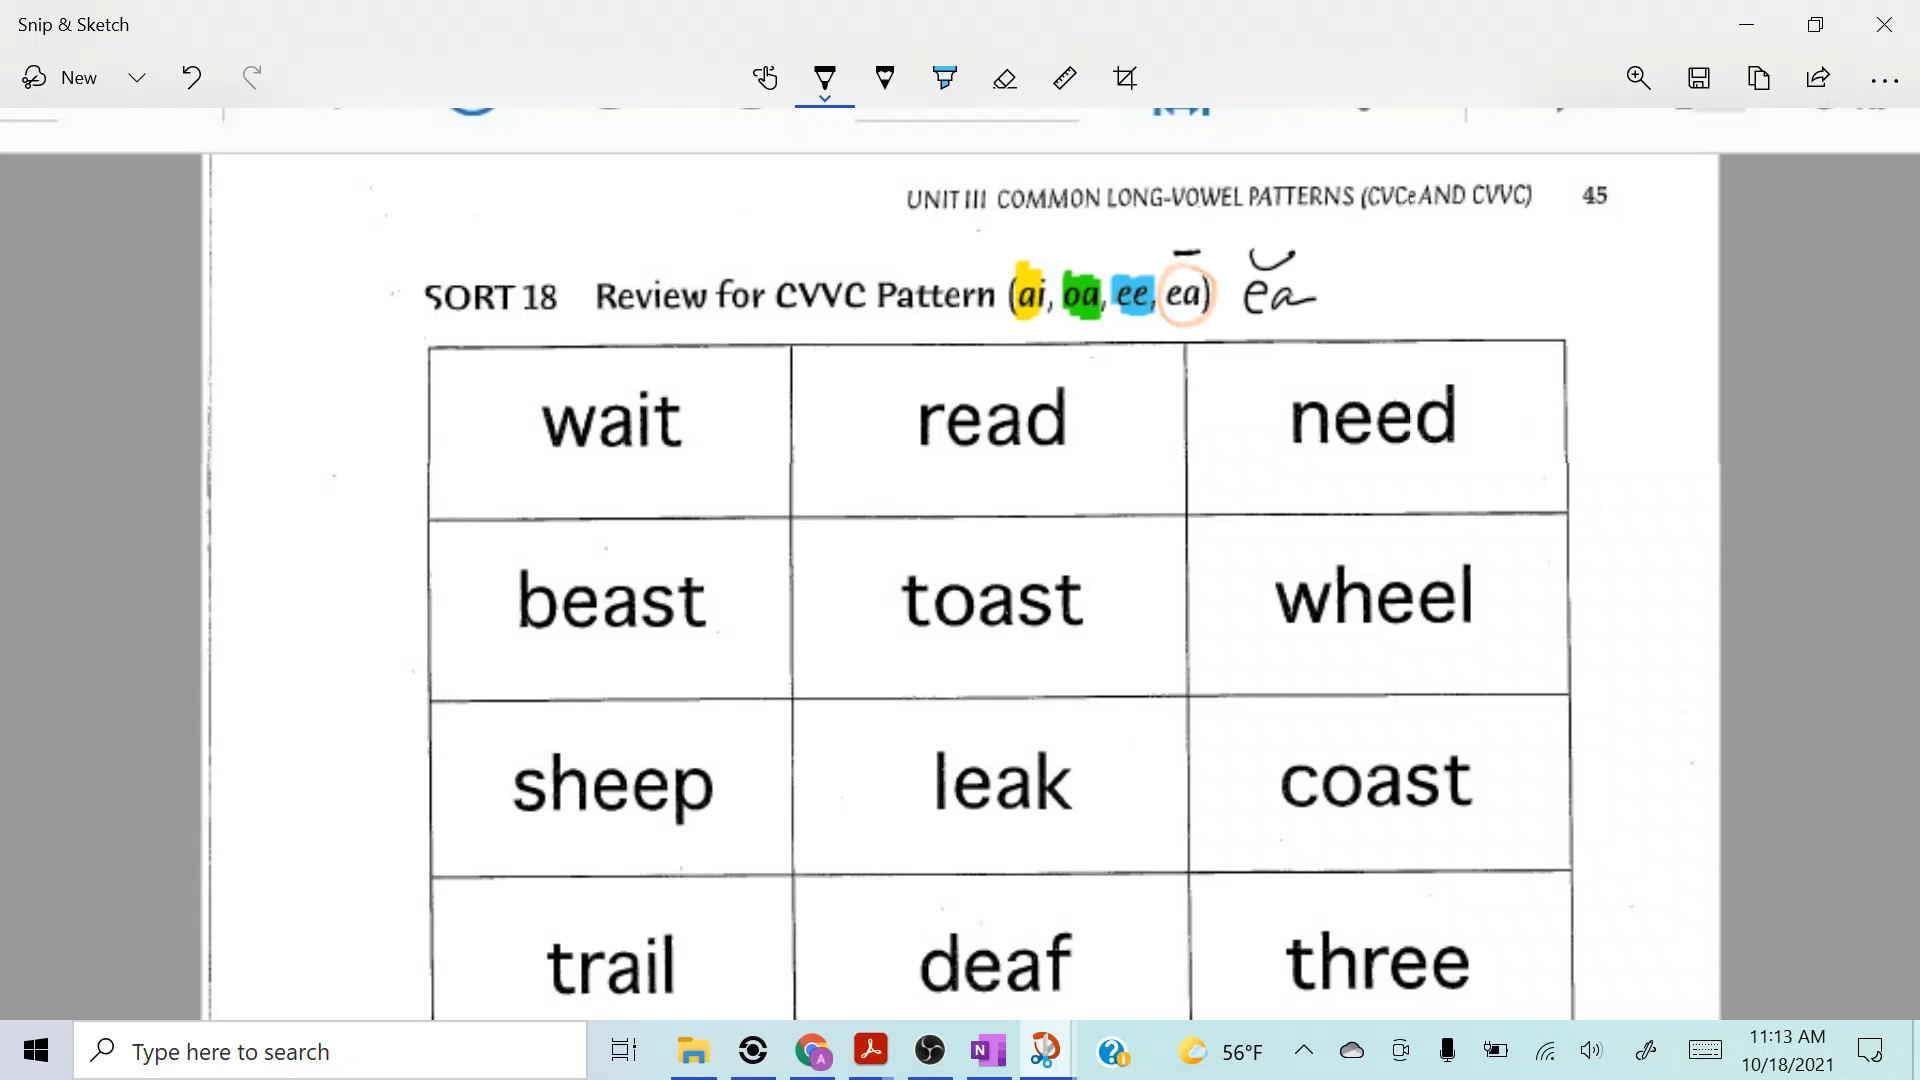 Snip & Sketch
New
UNIT III COMMON LONG-VOWEL PATTERNS (CVCe AND CVVC) 45
SORT 18 Review for CVVC Pattern (ai, oa, ee, ea) ea
wait read need
beast toast wheel
sheep leak coast
trail deaf three
Type here to search
A
N
56°F
11:13 AM
10/18/2021